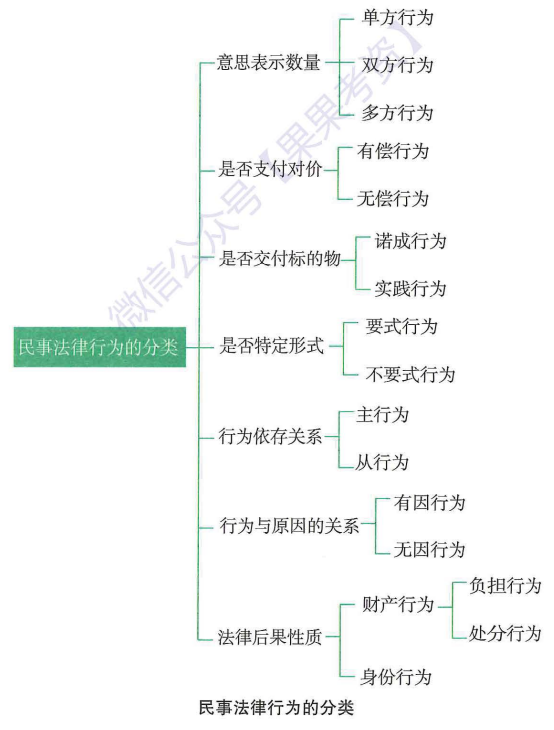 民事法律行为的分类
意思表示数量
单方行为
双方行为
多方行为
是否支付对价
有偿行为
无偿行为
是否交付标的物
诺成行为
实践行为
是否特定形式
要式行为
不要式行为
行为依存关系
主行为
从行为
行为与原因的关系
有因行为
无因行为
法律后果性质
财产行为
负担行为
处分行为
身份行为
民事法律行为的分类
微信公众号【果果考资】